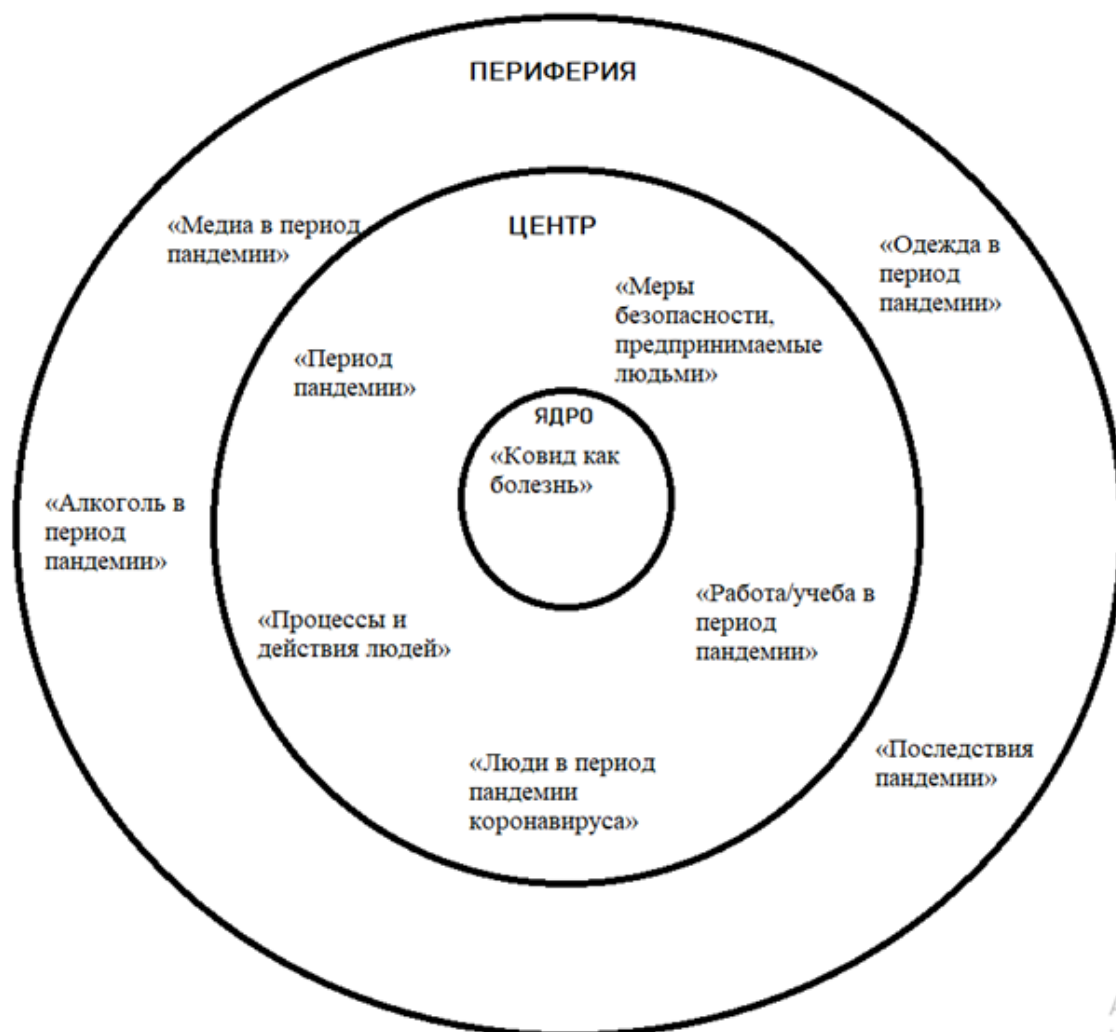 ПЕРИФЕРИЯ
ЦЕНТР
«Медиа в период
пандемии»
«Одежда в
период
пандемии»
«Меры
безопасности,
предпринимаемые
людьми»
«Период
пандемии»
ЯДРО
«Ковид как
болезнь»
«Алкоголь в
период
пандемии»
«Процессы и
действия людей»
«Работа/учеба в
период
пандемии»
«Люди в период
пандемии
коронавируса»
«Последствия
пандемии»